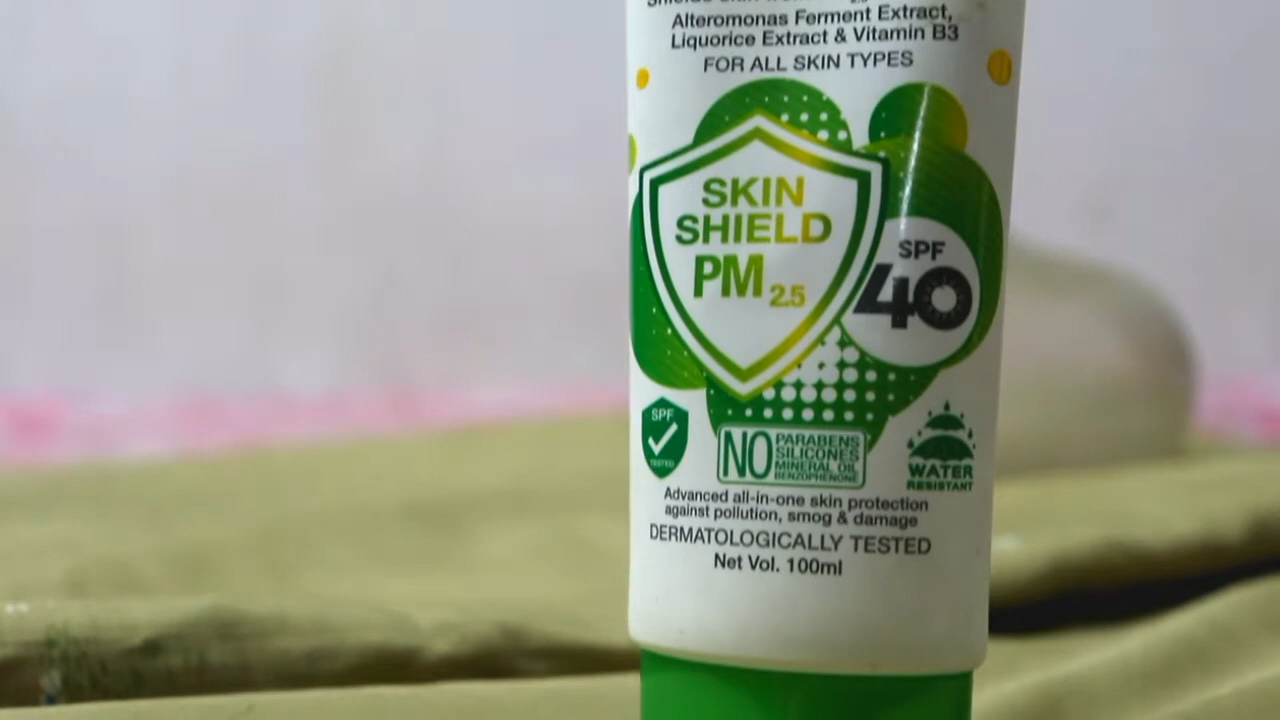 Alteromonas Ferment Extract,
Liquorice Extract & Vitamin B3
FOR ALL SKIN TYPES
SKIN
SHIELD
PM 2.5
SPF
40
SPF
TESTED
NO PARABENS
SILICONES
MINERAL OIL
BENZOPHENONE
WATER
RESISTANT
Advanced all-in-one skin protection
against pollution, smog & damage
DERMATOLOGICALLY TESTED
Net Vol. 100ml